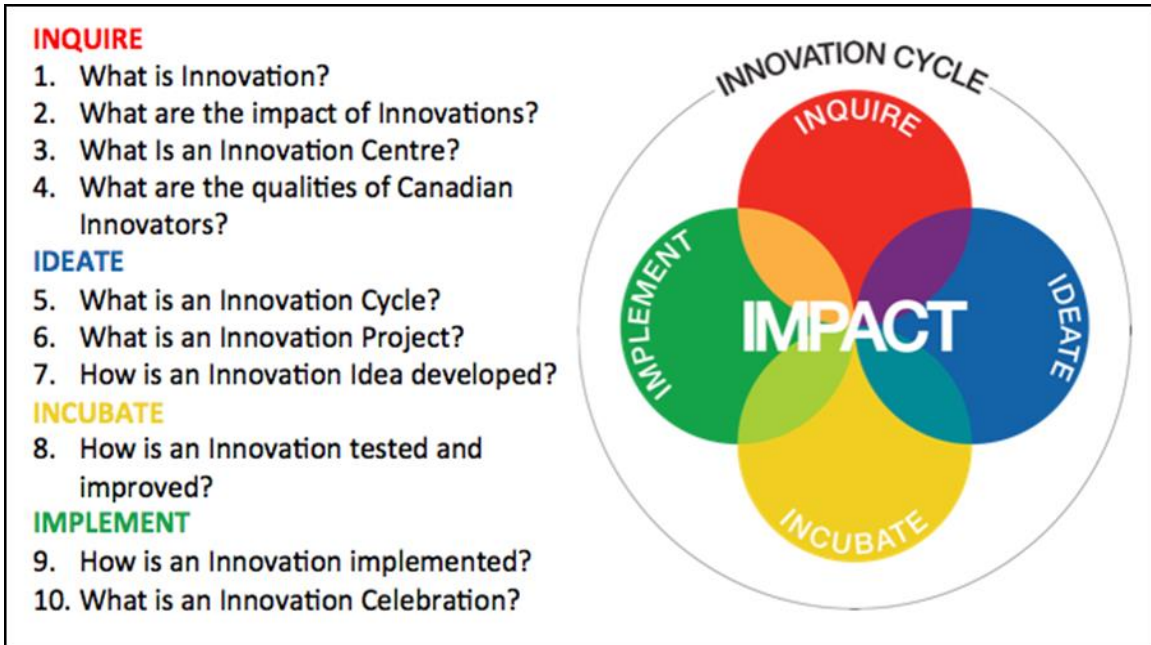 INQUIRE
1. What is Innovation?
2. What are the impact of Innovations?
3. What Is an Innovation Centre?
4. What are the qualities of Canadian
Innovators?
IDEATE
5. What is an Innovation Cycle?
6. What is an Innovation Project?
7. How is an Innovation Idea developed?
INCUBATE
8. How is an Innovation tested and
improved?
IMPLEMENT
9. How is an Innovation implemented?
10. What is an Innovation Celebration?
INNOVATION CYCLE
INQUIRE
IMPLEMENT
IMPACT
IDEATE
INCUBATE